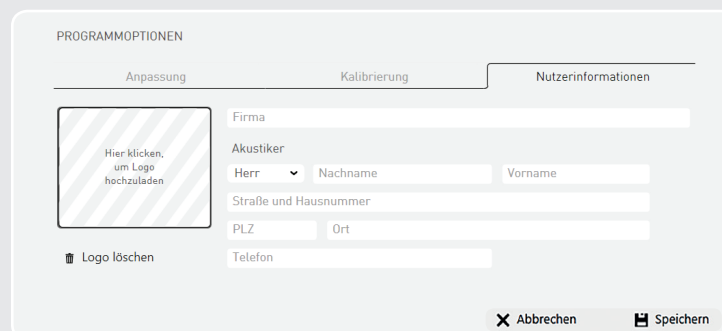 PROGRAMMOPTIONEN
Anpassung Kalibrierung Nutzerinformationen
Hier klicken,
um Logo
hochzuladen
Logo löschen
Firma
Akustiker
Herr Nachname Vorname
Straße und Hausnummer
PLZ Ort
Telefon
Abbrechen Speichern